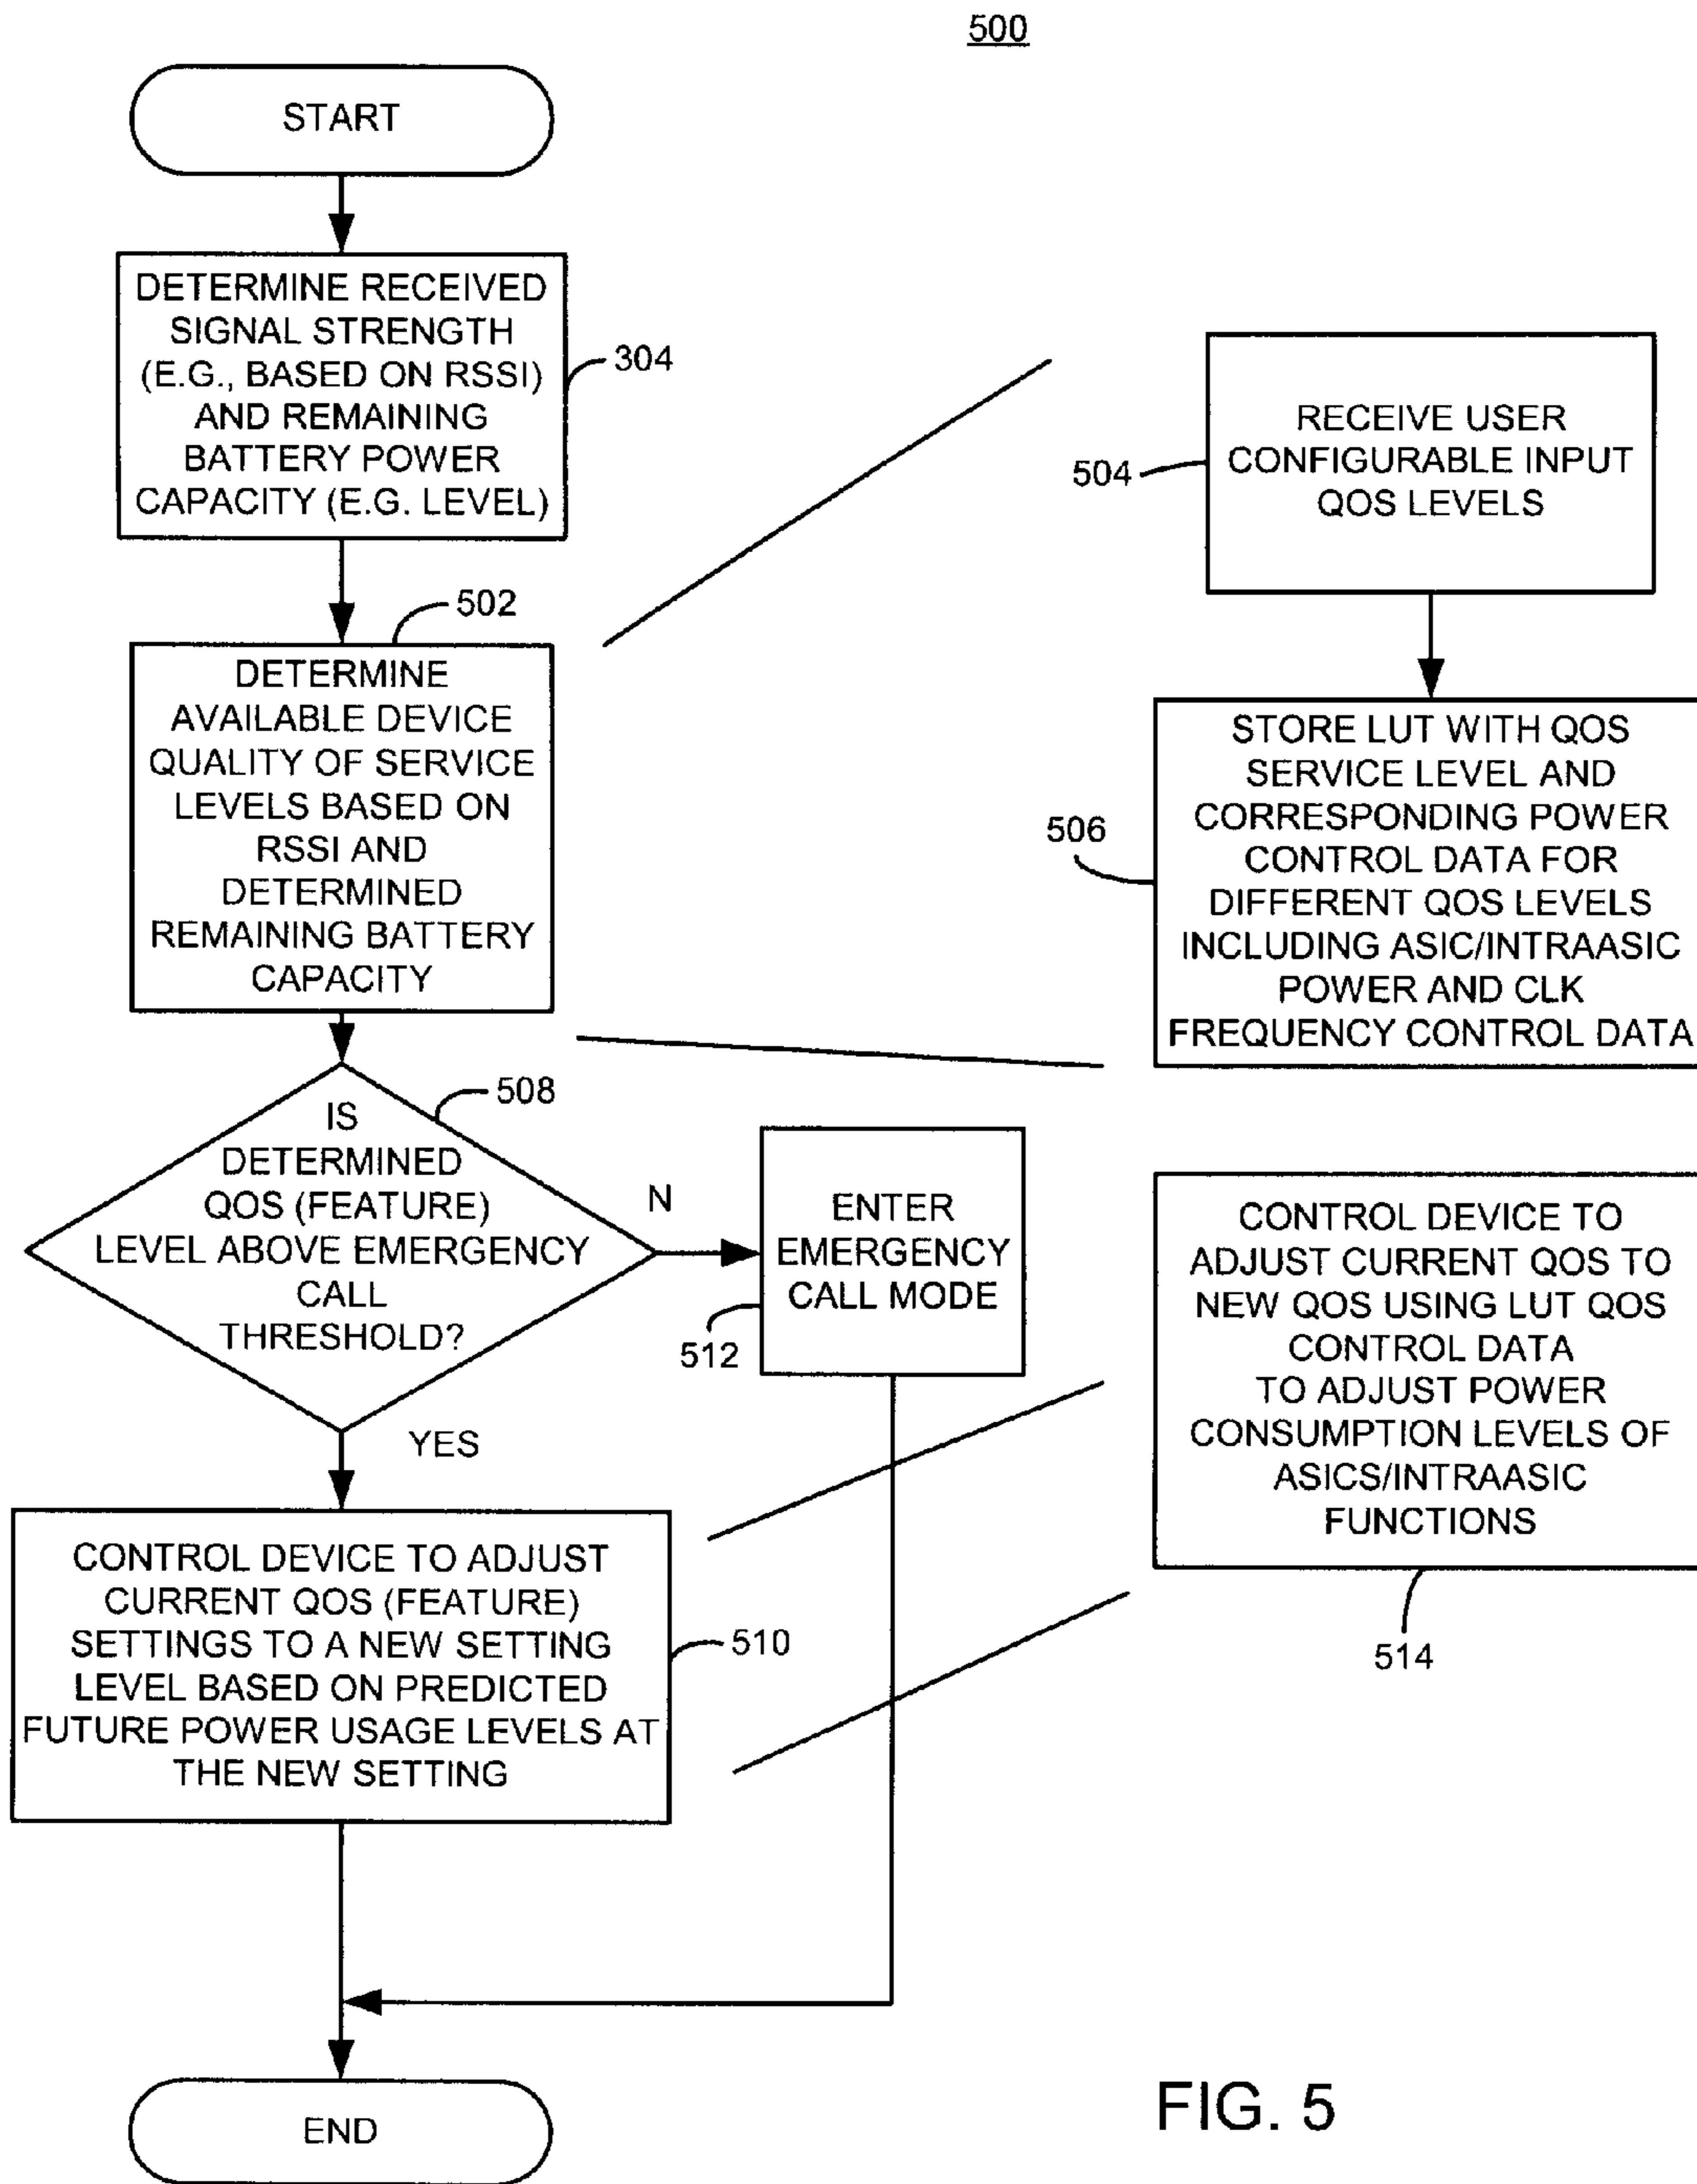 500
START
DETERMINE RECEIVED
SIGNAL STRENGTH
(E.G., BASED ON RSSI)
AND REMAINING
BATTERY POWER
CAPACITY (E.G. LEVEL)
304
502
DETERMINE
AVAILABLE DEVICE
QUALITY OF SERVICE
LEVELS BASED ON
RSSI AND
DETERMINED
REMAINING BATTERY
CAPACITY
504
RECEIVE USER
CONFIGURABLE INPUT
QOS LEVELS
506
STORE LUT WITH QOS
SERVICE LEVEL AND
CORRESPONDING POWER
CONTROL DATA FOR
DIFFERENT QOS LEVELS
INCLUDING ASIC/INTRAASIC
POWER AND CLK
FREQUENCY CONTROL DATA
508
IS
DETERMINED
QOS (FEATURE)
LEVEL ABOVE EMERGENCY
CALL
THRESHOLD?
N
YES
ENTER
EMERGENCY
CALL MODE
512
CONTROL DEVICE TO ADJUST
CURRENT QOS (FEATURE)
SETTINGS TO A NEW SETTING
LEVEL BASED ON PREDICTED
FUTURE POWER USAGE LEVELS AT
THE NEW SETTING
510
CONTROL DEVICE TO
ADJUST CURRENT QOS TO
NEW QOS USING LUT QOS
CONTROL DATA
TO ADJUST POWER
CONSUMPTION LEVELS OF
ASICS/INTRAASIC
FUNCTIONS
514
END
FIG. 5